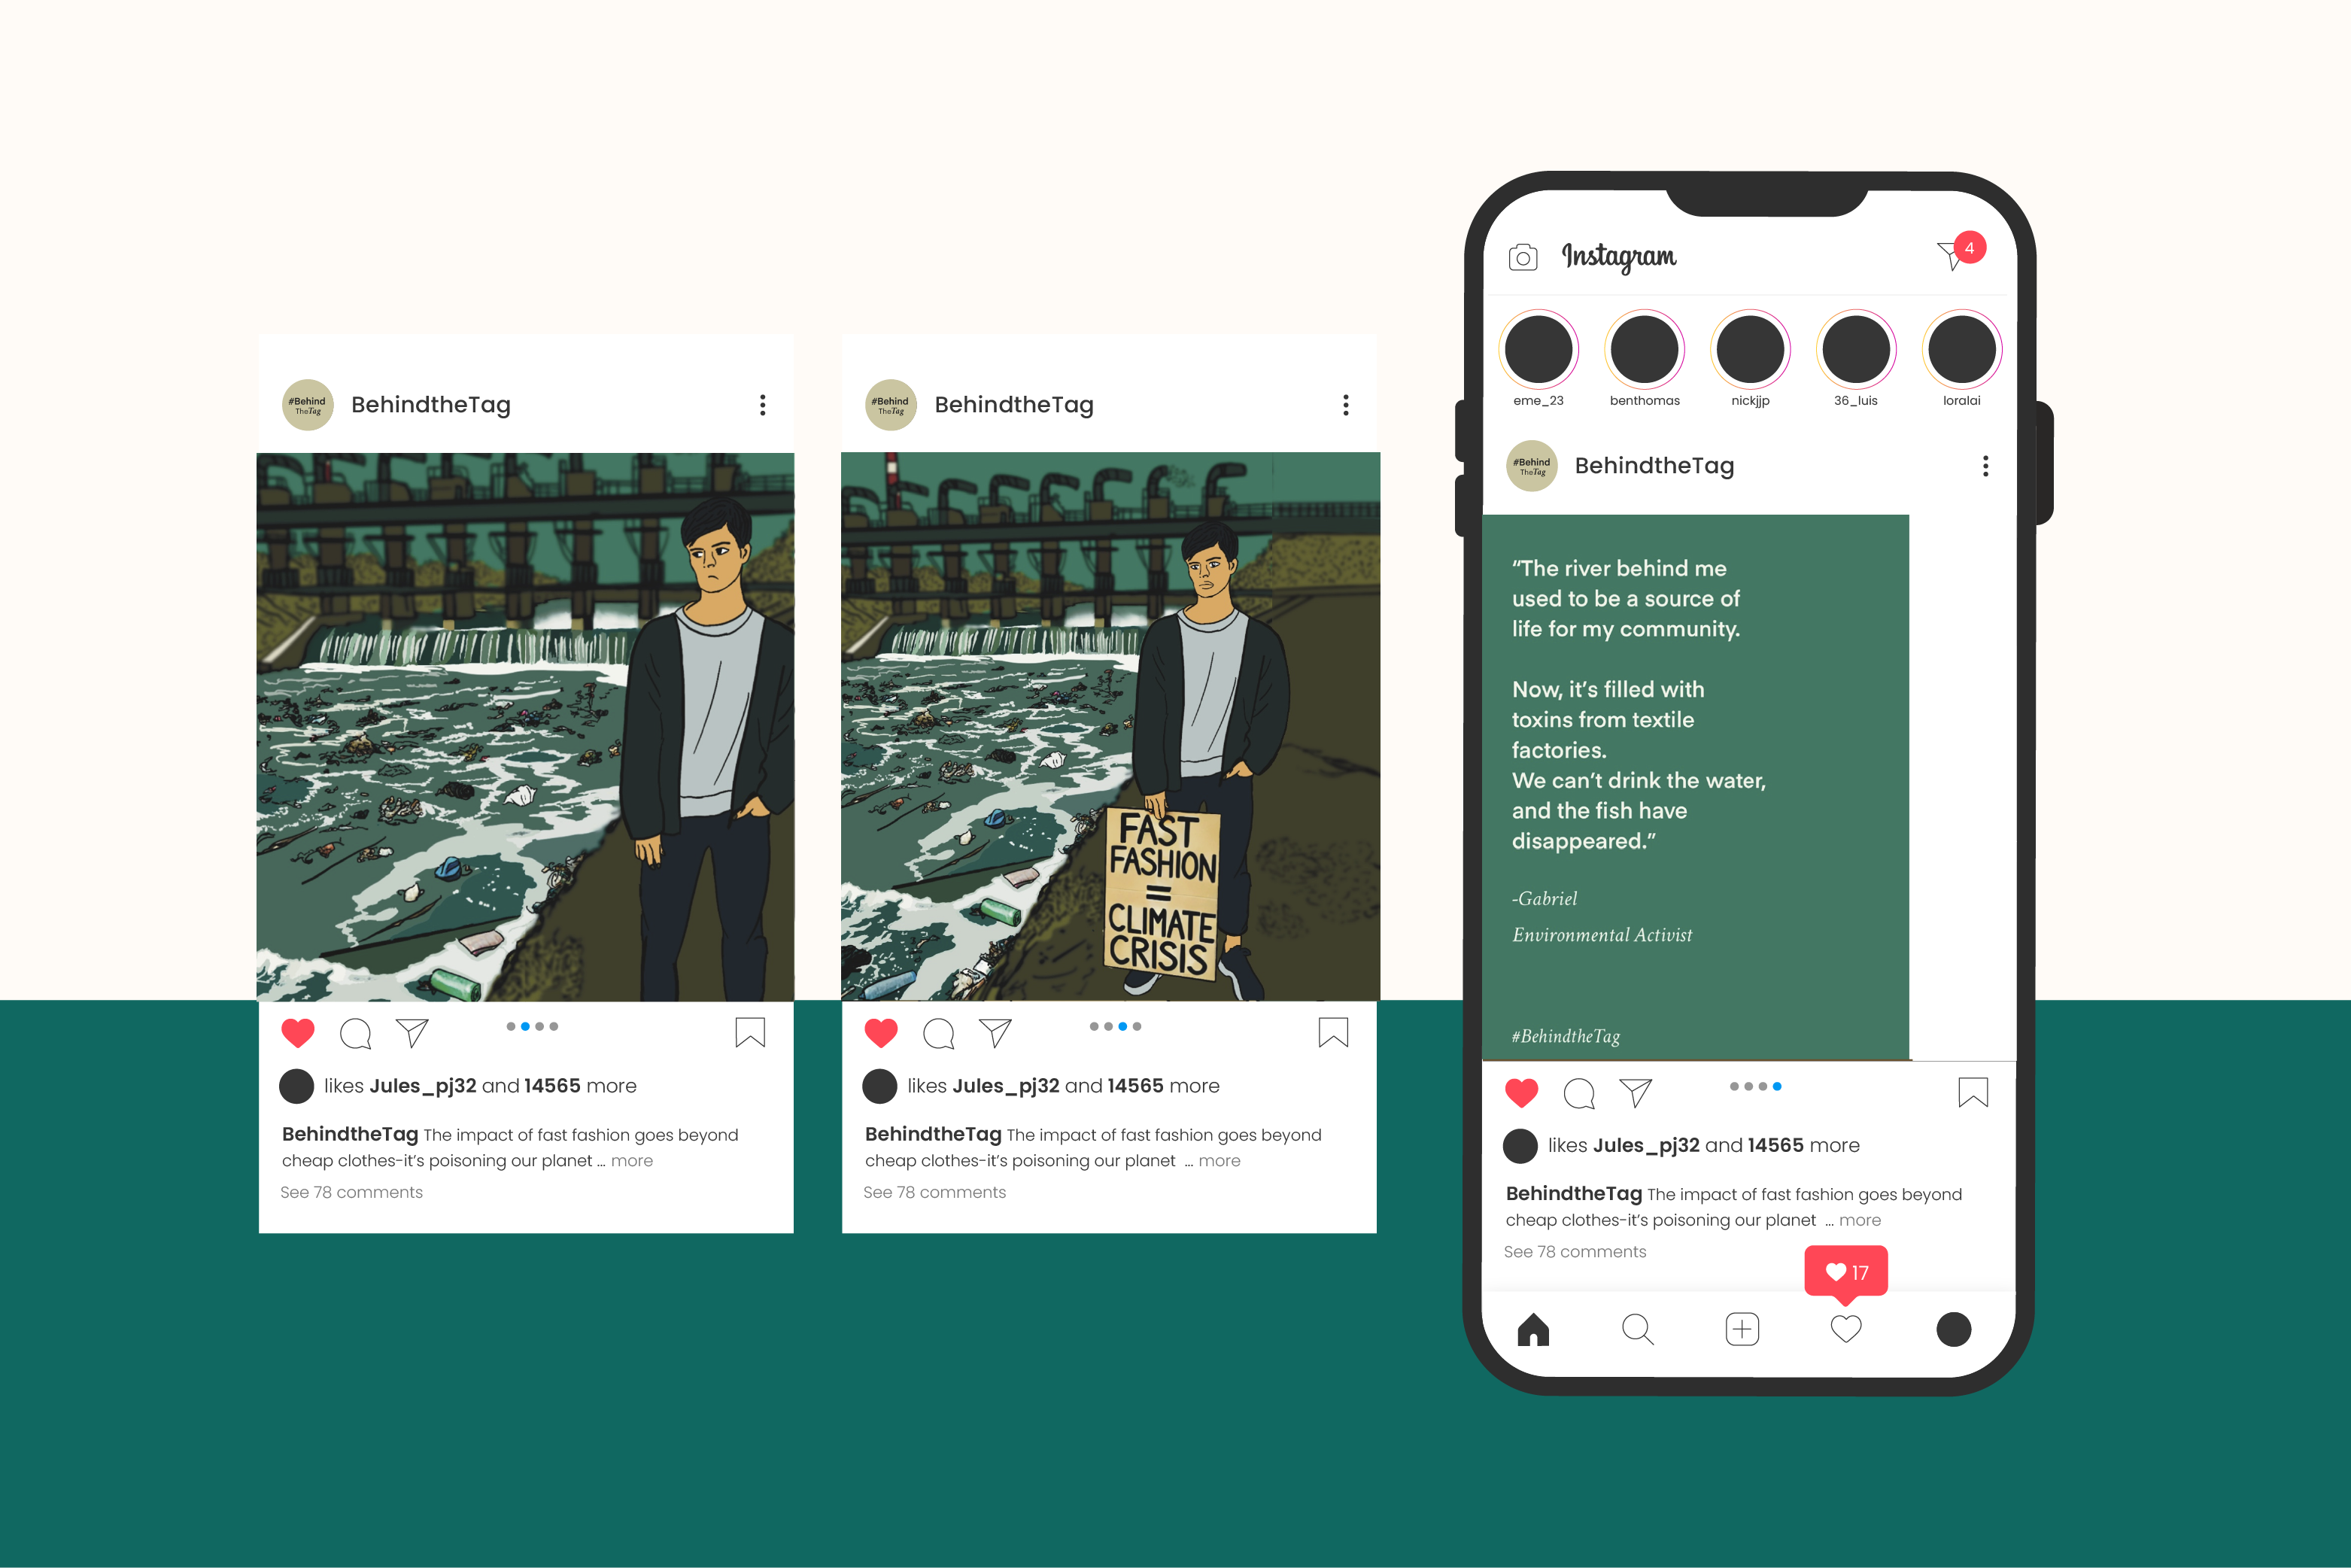 #Behind
TheTag
BehindtheTag
likes Jules_pj32 and 14565 more
BehindtheTag The impact of fast fashion goes beyond
cheap clothes-it's poisoning our planet ... more
See 78 comments
#Behind
TheTag
BehindtheTag
FAST
FASHION
=
CLIMATE
CRISIS
likes Jules_pj32 and 14565 more
BehindtheTag The impact of fast fashion goes beyond
cheap clothes-it's poisoning our planet ... more
See 78 comments
Instagram
4
eme_23
benthomas
nickjjp
36_luis
loralai
#Behind
TheTag
BehindtheTag
“The river behind me
used to be a source of
life for my community.
Now, it’s filled with
toxins from textile
factories.
We can’t drink the water,
and the fish have
disappeared.”
-Gabriel
Environmental Activist
#BehindtheTag
likes Jules_pj32 and 14565 more
BehindtheTag The impact of fast fashion goes beyond
cheap clothes-it's poisoning our planet ... more
See 78 comments
17